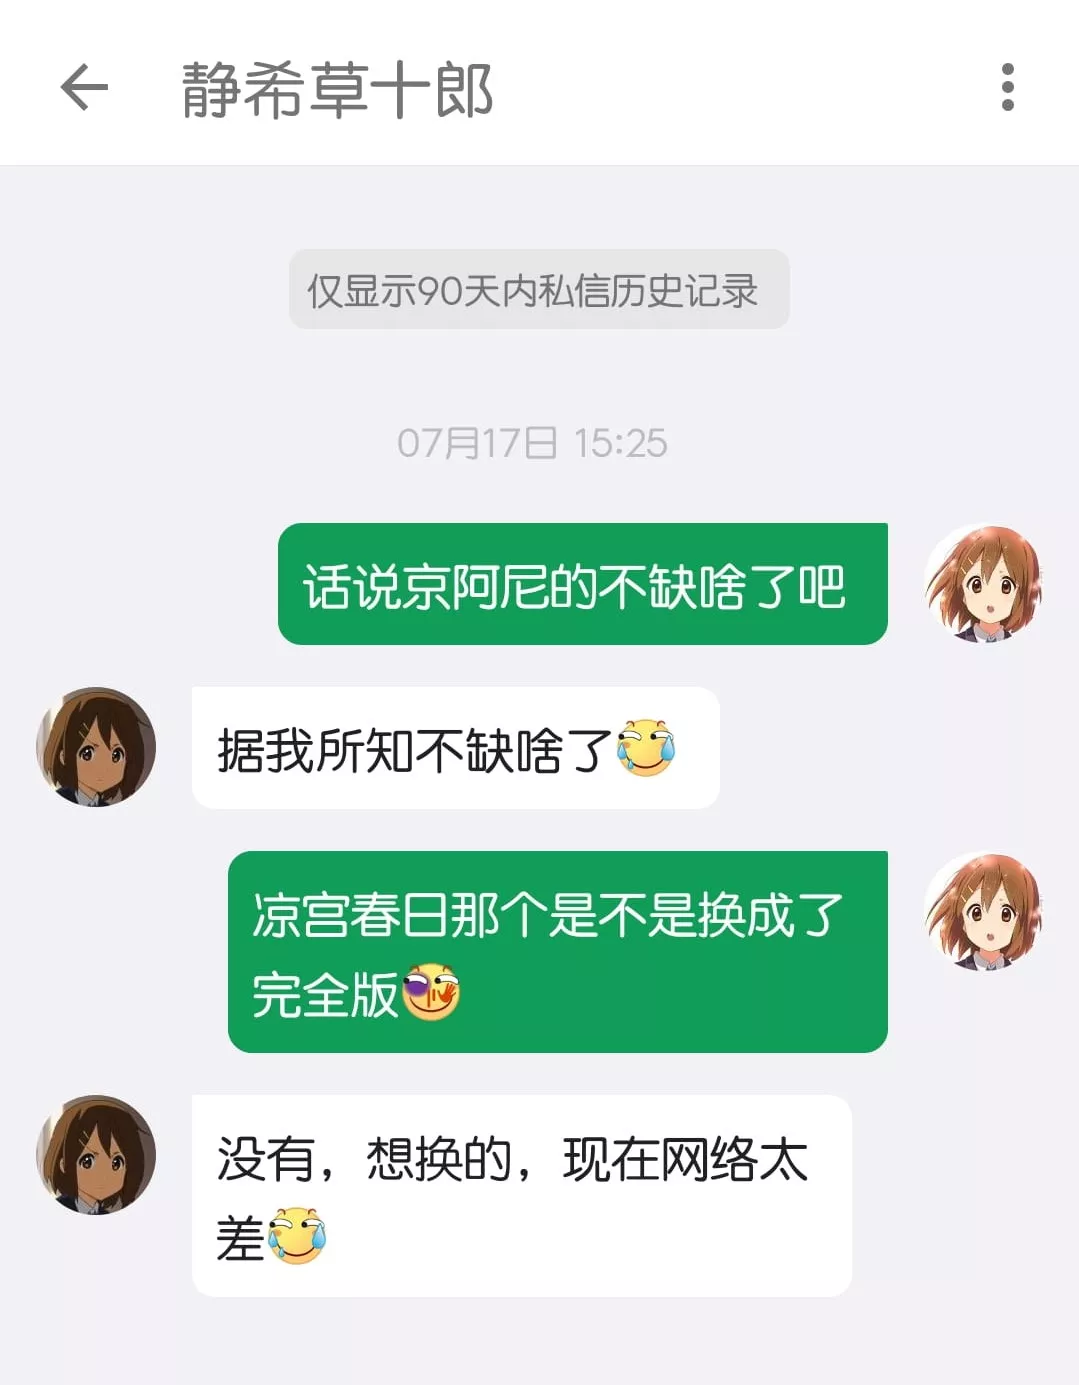 静希草十郎
仅显示90天内私信历史记录
07月17日 15:25
话说京阿尼的不缺啥了吧
据我所知不缺啥了
凉宫春日那个是不是换成了
完全版
没有，想换的，现在网络太
差